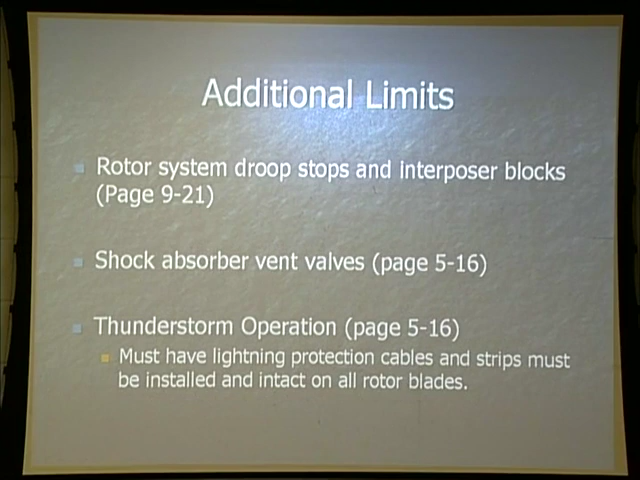 Additional Limits
Rotor system droop stops and interposer blocks
(Page 9-21)
Shock absorber vent valves (page 5-16)
Thunderstorm Operation (page 5-16)
Must have lightning protection cables and strips must
be installed and intact on all rotor blades.